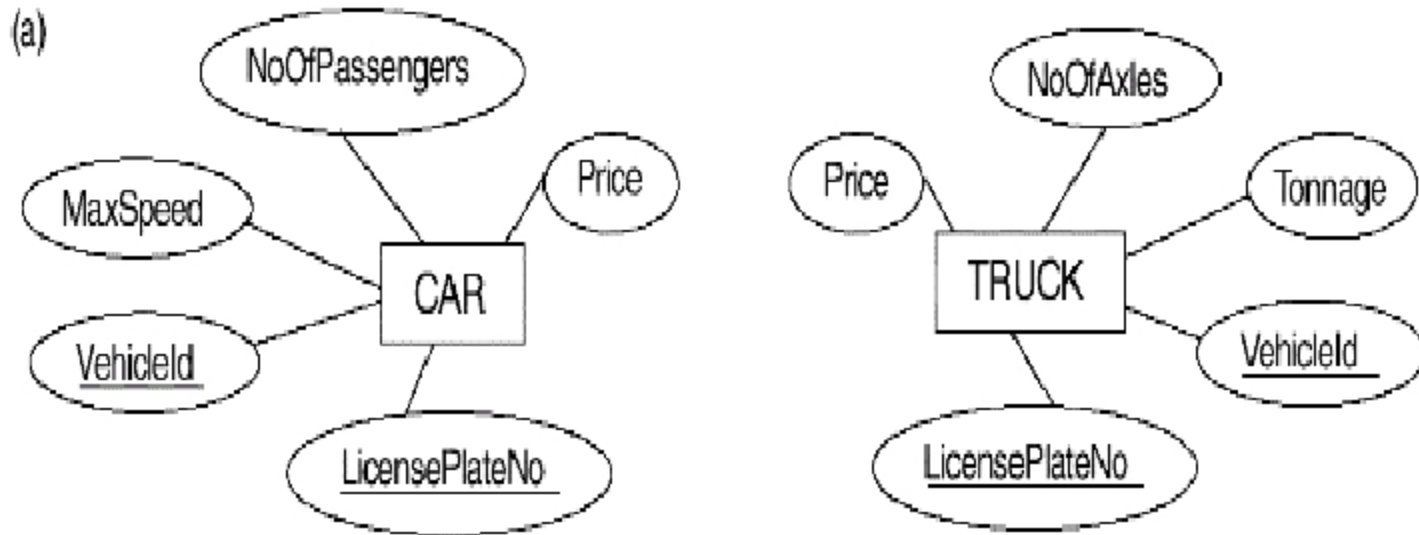 (a)
NoOfPassengers
NoOfAxles
Price
Price
MaxSpeed
Tonnage
CAR
TRUCK
VehicleId
VehicleId
LicensePlateNo
LicensePlateNo